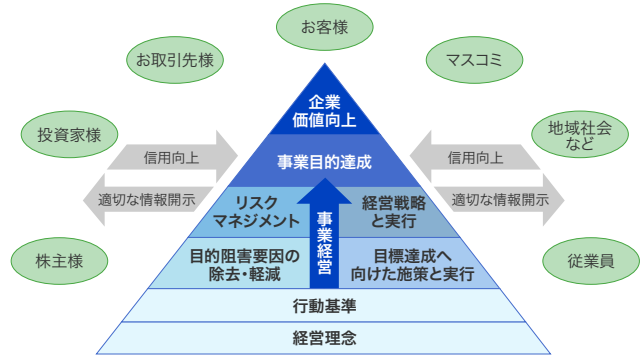 お客様
お取引先様
マスコミ
投資家様
地域社会
など
株主様
従業員
信用向上
適切な情報開示
信用向上
適切な情報開示
企業
価値向上
事業目的達成
リスク
マネジメント
経営戦略
と実行
事業経営
目的阻害要因の
除去・軽減
目標達成へ
向けた施策と実行
行動基準
経営理念